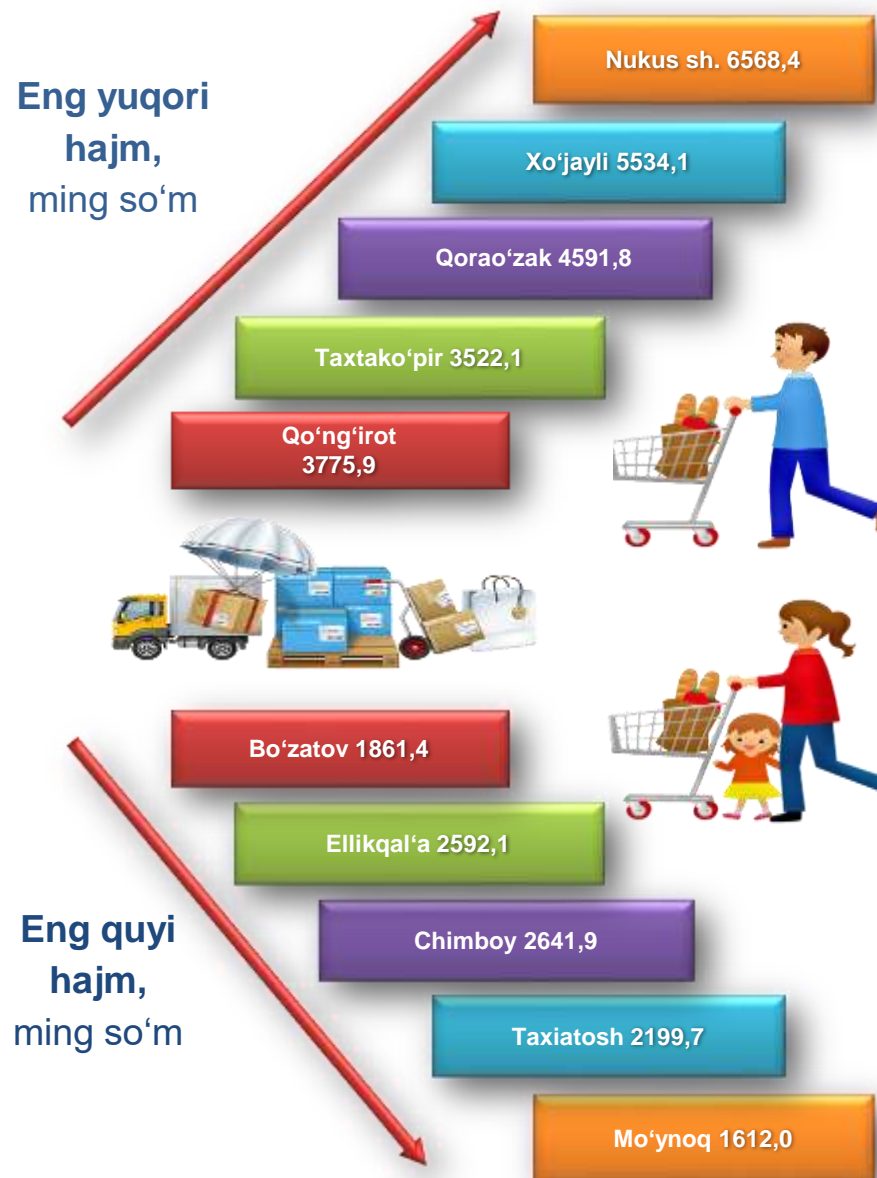 Eng yuqori
hajm,
ming so‘m
Nukus sh. 6568,4
Xo‘jayli 5534,1
Qorao‘zak 4591,8
Taxtako‘pir 3522,1
Qo‘ng‘irot
3775,9
Bo‘zatov 1861,4
Ellikqal‘a 2592,1
Chimboy 2641,9
Taxiatosh 2199,7
Mo‘ynoq 1612,0
Eng quyi
hajm,
ming so‘m